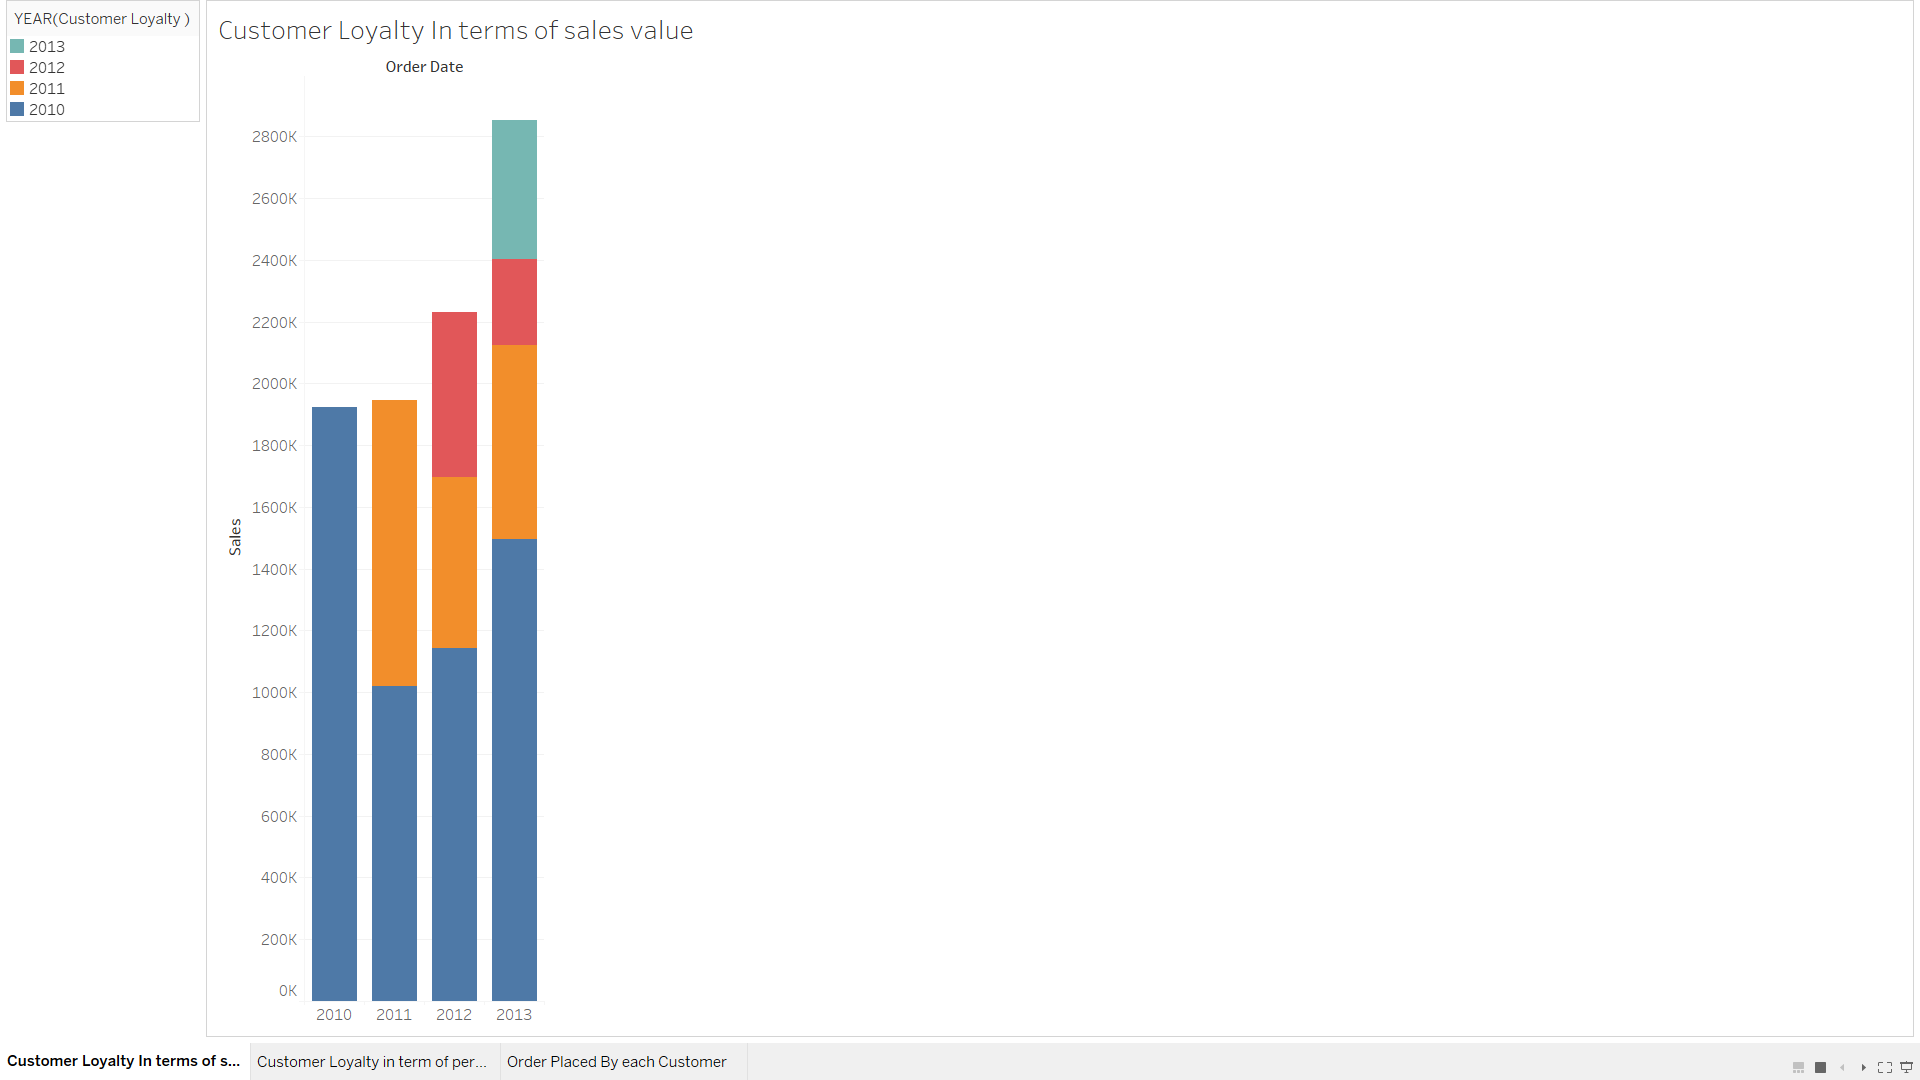 YEAR(Customer Loyalty )
2013
2012
2011
2010
Customer Loyalty In terms of sales value
Order Date
2800K
2600K
2400K
2200K
2000K
1800K
1600K
1400K
1200K
1000K
800K
600K
400K
200K
0K
Sales
2010 2011 2012 2013
Customer Loyalty In terms of s... Customer Loyalty in term of per... Order Placed By each Customer